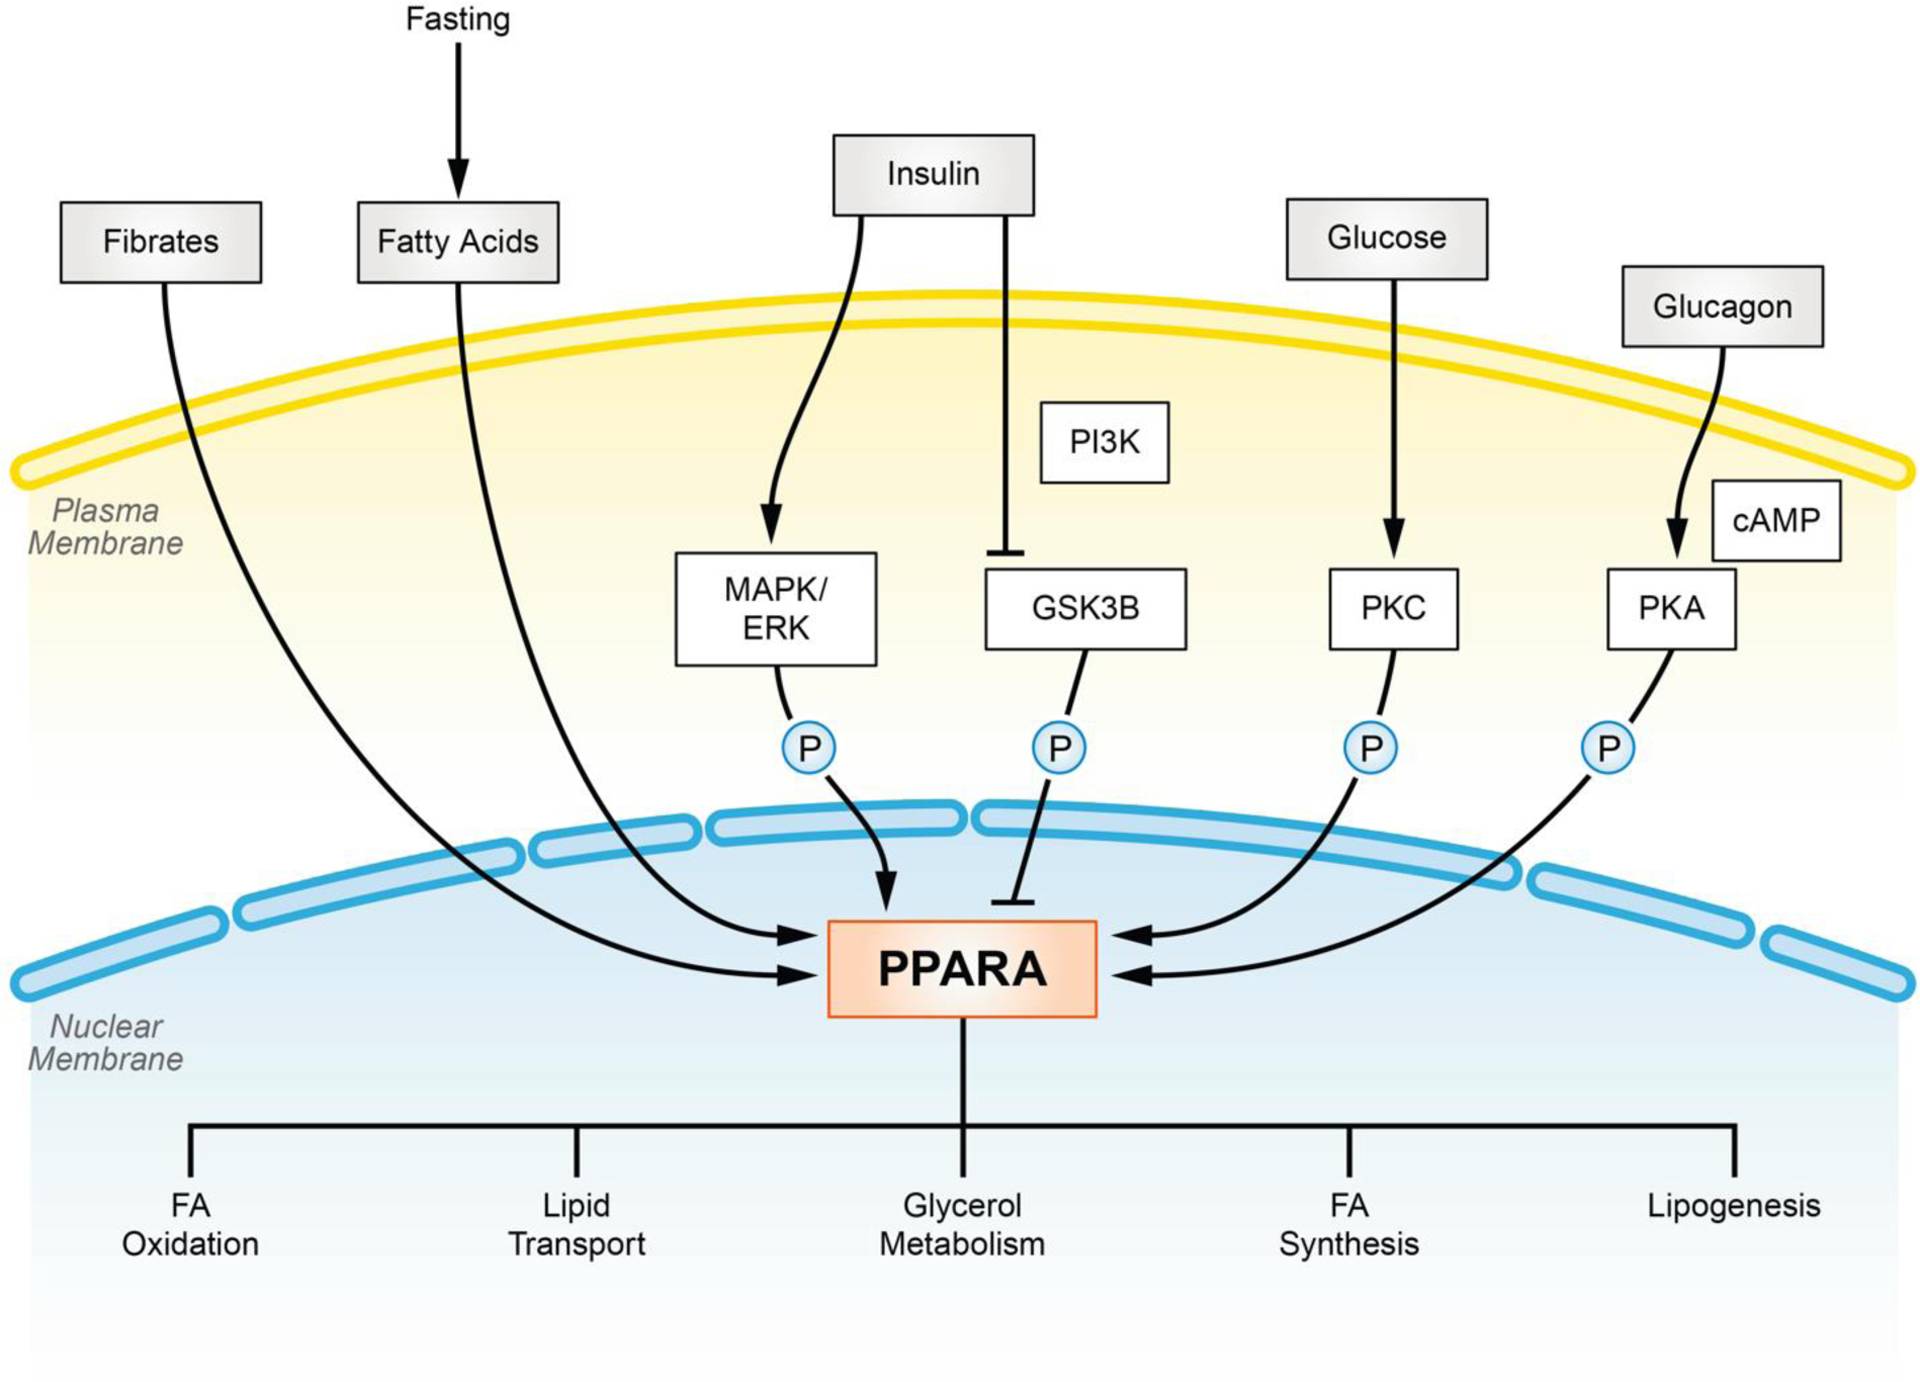 Fasting
Fibrates
Fatty Acids
Insulin
Glucose
Glucagon
PI3K
cAMP
Plasma
Membrane
MAPK/
ERK
GSK3B
PKC
PKA
P
P
P
P
PPARA
Nuclear
Membrane
FA
Oxidation
Lipid
Transport
Glycerol
Metabolism
FA
Synthesis
Lipogenesis